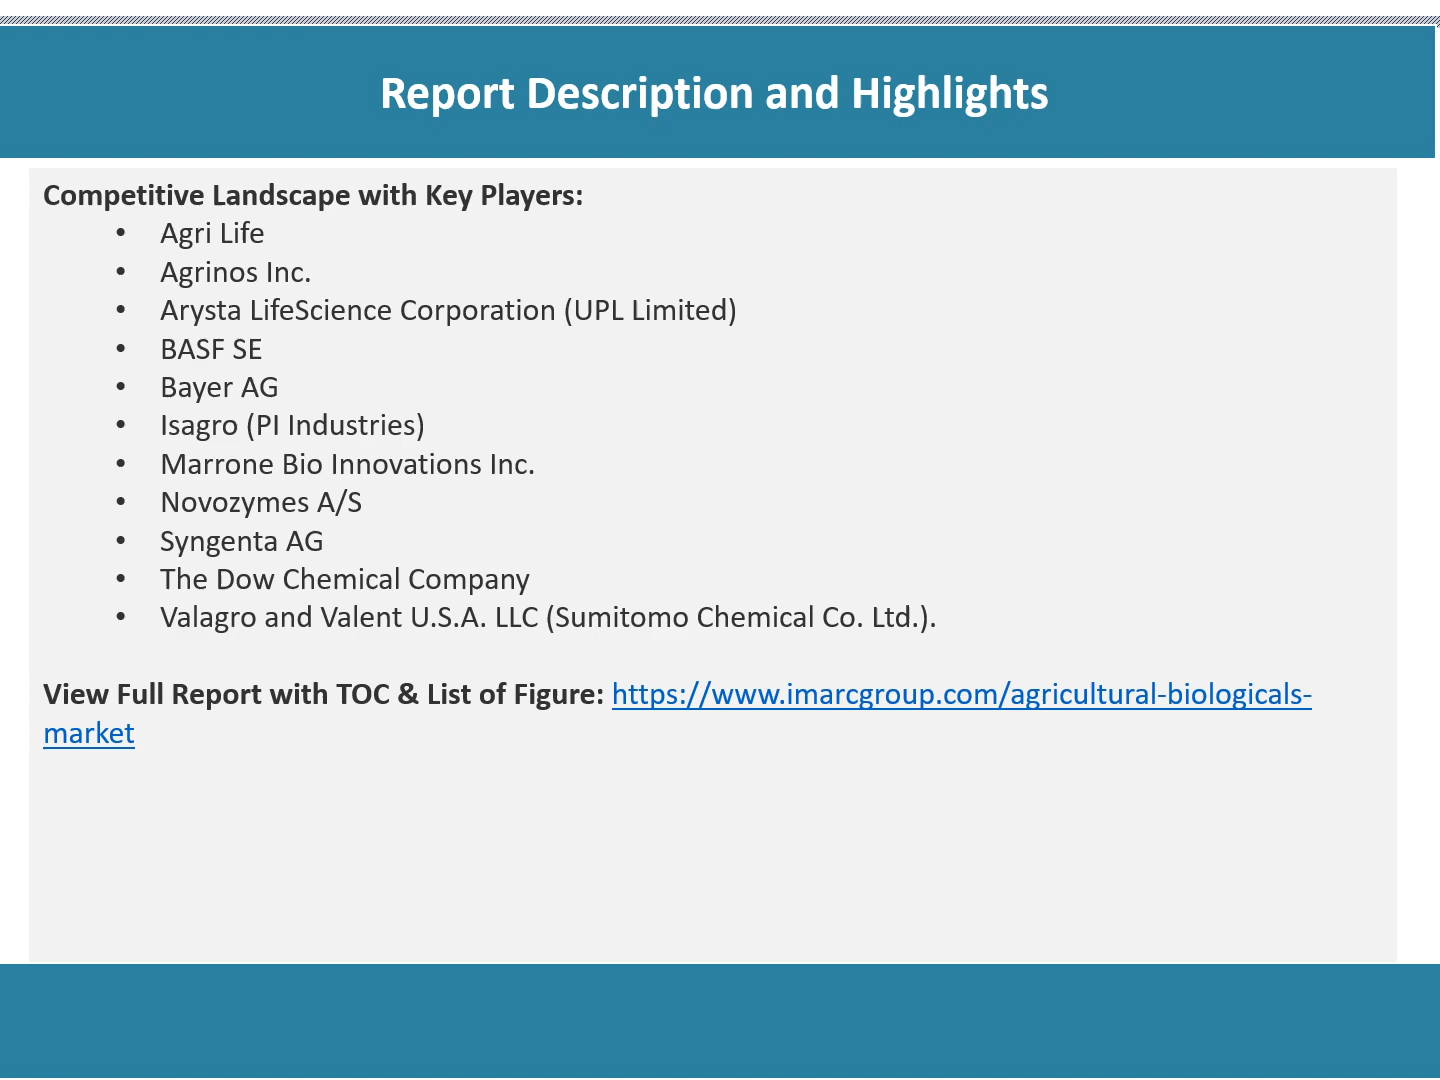 Report Description and Highlights
Competitive Landscape with Key Players:
• Agri Life
• Agrinos Inc.
• Arysta LifeScience Corporation (UPL Limited)
• BASF SE
• Bayer AG
• Isagro (PI Industries)
• Marrone Bio Innovations Inc.
• Novozymes A/S
• Syngenta AG
• The Dow Chemical Company
• Valagro and Valent U.S.A. LLC (Sumitomo Chemical Co. Ltd.).
View Full Report with TOC & List of Figure: https://www.imarcgroup.com/agricultural-biologicals-
market